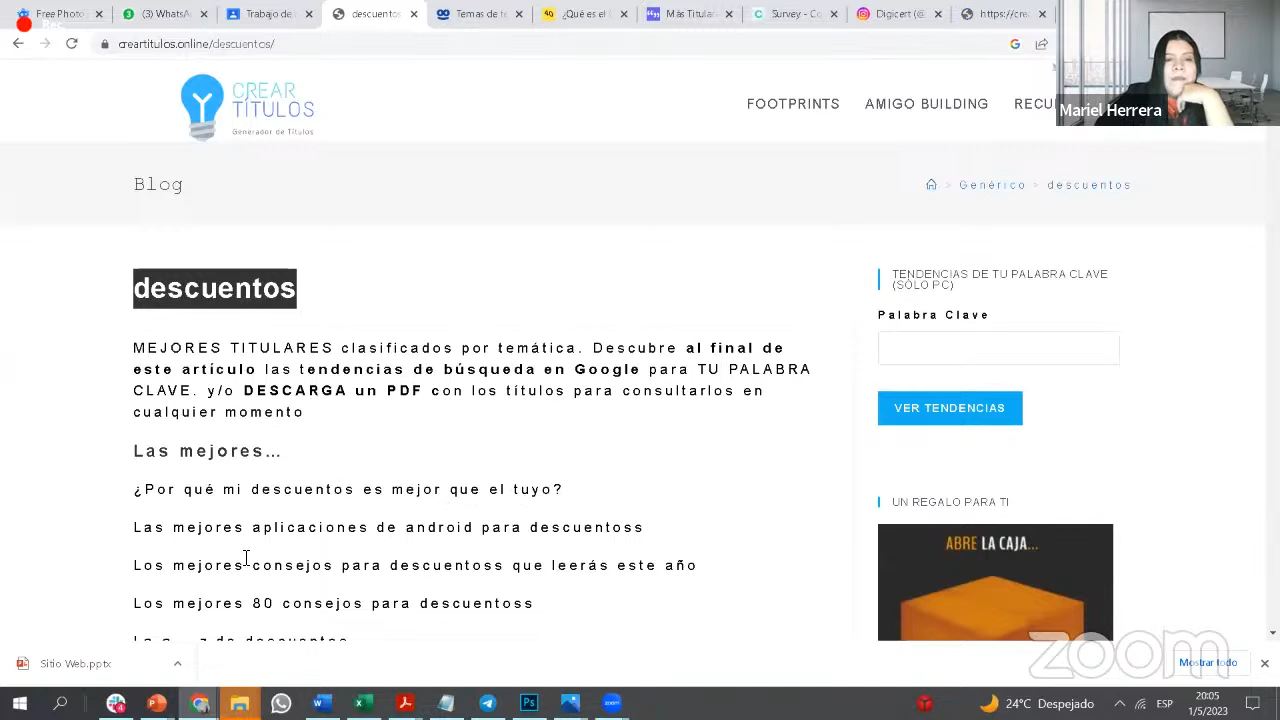 Free Photo
(3) Whats
Trabajo de
descuentos
Temas de t
¿Qué es el
Más Titular
Survey - Co
Digicert (@
https://crea
Rec
creartitulos.online/descuentos/
CREAR
TITULOS
Generador de Títulos
FOOTPRINTS AMIGO BUILDING RECU
Mariel Herrera
Blog
> Genérico > descuentos
descuentos
MEJORES TITULARES clasificados por temática. Descubre al final de
este artículo las tendencias de búsqueda en Google para TU PALABRA
CLAVE. y/o DESCARGA un PDF con los títulos para consultarlos en
cualquier momento
Las mejores...
¿Por qué mi descuentos es mejor que el tuyo?
Las mejores aplicaciones de android para descuentoss
Los mejores consejos para descuentoss que leerás este año
Los mejores 80 consejos para descuentoss
TENDENCIAS DE TU PALABRA CLAVE
(SÓLO PC)
Palabra Clave
VER TENDENCIAS
UN REGALO PARA TI
ABRE LA CAJA...
zoom
Sitio Web.pptx
Mostrar todo
24°C Despejado
ESP
20:05
1/5/2023